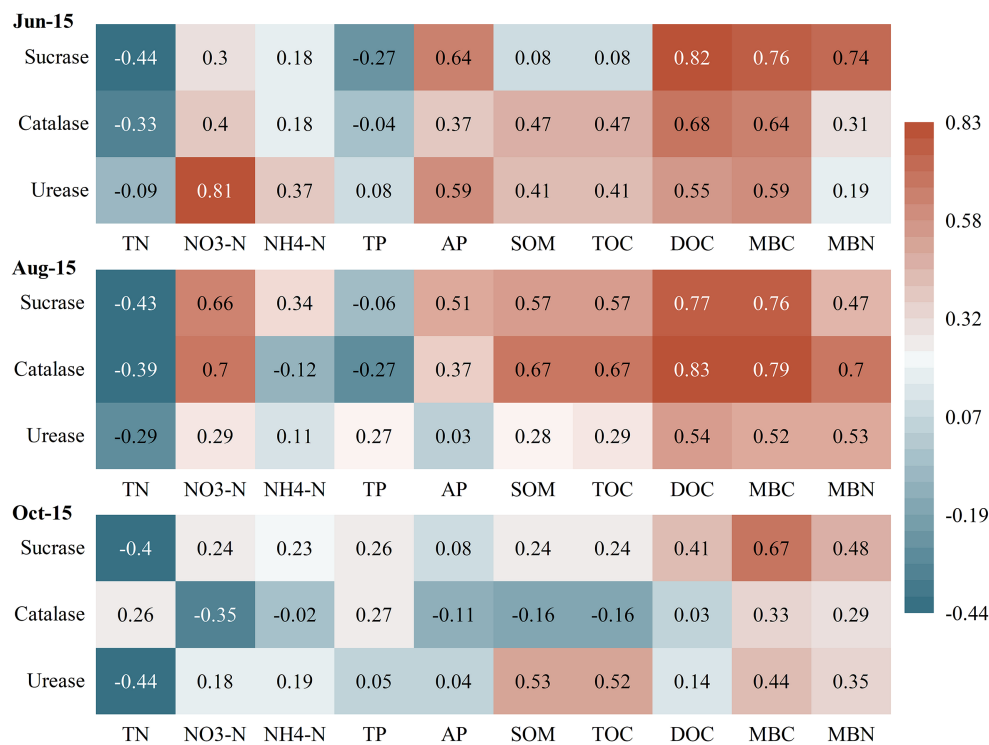 Jun-15
Sucrase -0.44 0.3 0.18 -0.27 0.64 0.08 0.08 0.82 0.76 0.74
Catalase -0.33 0.4 0.18 -0.04 0.37 0.47 0.47 0.68 0.64 0.31
Urease -0.09 0.81 0.37 0.08 0.59 0.41 0.41 0.55 0.59 0.19
TN NO3-N NH4-N TP AP SOM TOC DOC MBC MBN
Aug-15
Sucrase -0.43 0.66 0.34 -0.06 0.51 0.57 0.57 0.77 0.76 0.47
Catalase -0.39 0.7 -0.12 -0.27 0.37 0.67 0.67 0.83 0.79 0.7
Urease -0.29 0.29 0.11 0.27 0.03 0.28 0.29 0.54 0.52 0.53
TN NO3-N NH4-N TP AP SOM TOC DOC MBC MBN
Oct-15
Sucrase -0.4 0.24 0.23 0.26 0.08 0.24 0.24 0.41 0.67 0.48
Catalase 0.26 -0.35 -0.02 0.27 -0.11 -0.16 -0.16 0.03 0.33 0.29
Urease -0.44 0.18 0.19 0.05 0.04 0.53 0.52 0.14 0.44 0.35
TN NO3-N NH4-N TP AP SOM TOC DOC MBC MBN
0.83
0.58
0.32
0.07
-0.19
-0.44